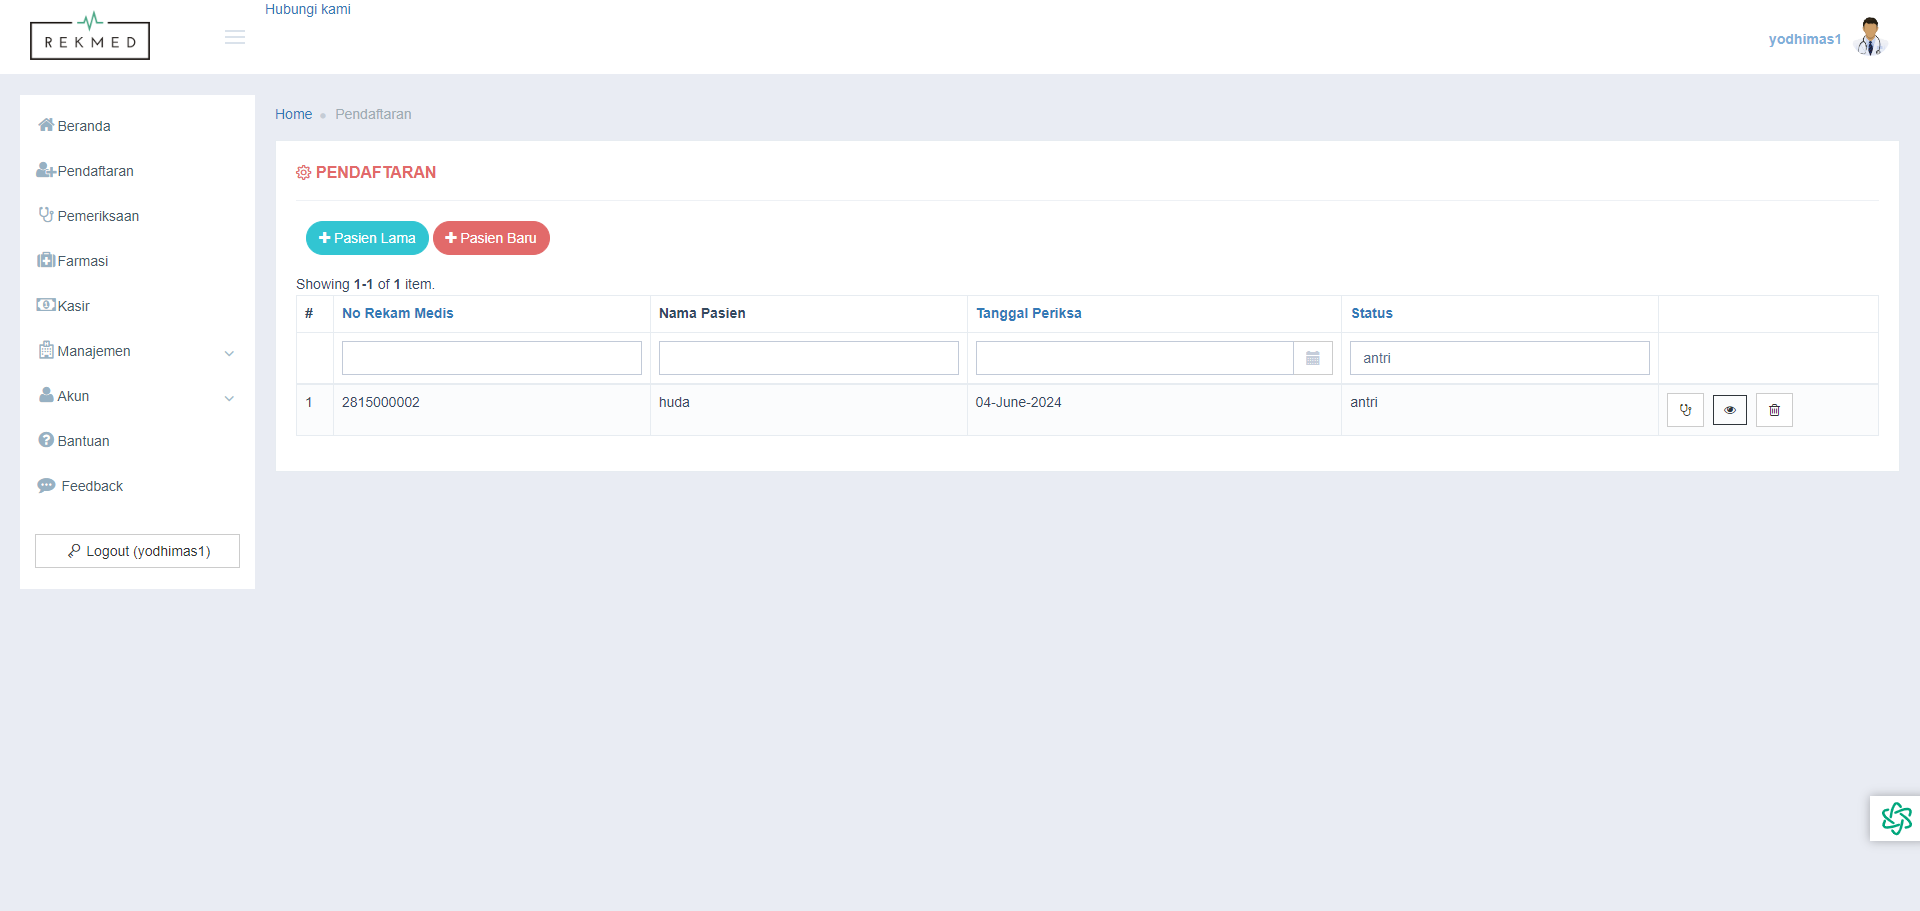 Hubungi kami
REKMED
yodhimas1
Beranda
Pendaftaran
Pemeriksaan
Farmasi
Kasir
Manajemen
Akun
Bantuan
Feedback
Logout (yodhimas1)
Home Pendaftaran
PENDAFTARAN
Pasien Lama Pasien Baru
Showing 1-1 of 1 item.
# No Rekam Medis Nama Pasien Tanggal Periksa Status
antri
1 2815000002 huda 04-June-2024 antri